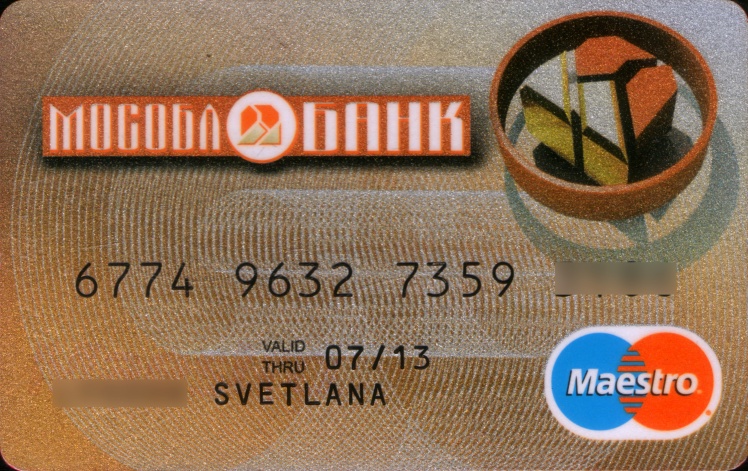 МОСОБЛБАНК
6774 9632 7359
VALID THRU 07/13
SVETLANA
Maestro